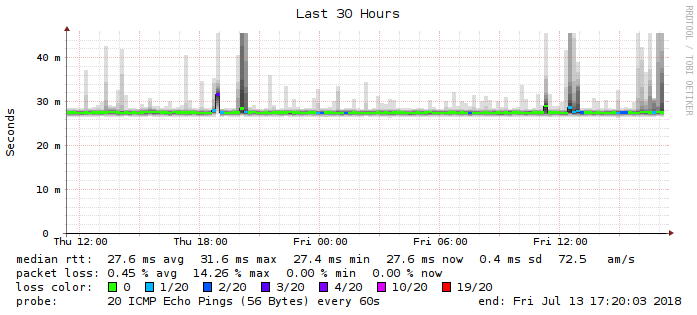 Last 30 Hours
RRDTOOL / TOBI OETIKER
Seconds
40 m
30 m
20 m
10 m
0
Thu 12:00 Thu 18:00 Fri 00:00 Fri 06:00 Fri 12:00
median rtt: 27.6 ms avg 31.6 ms max 27.4 ms min 27.6 ms now 0.4 ms sd 72.5 am/s
packet loss: 0.45 % avg 14.26 % max 0.00 % min 0.00 % now
loss color: 0 1/20 2/20 3/20 4/20 10/20 19/20
probe: 20 ICMP Echo Pings (56 Bytes) every 60s end: Fri Jul 13 17:20:03 2018